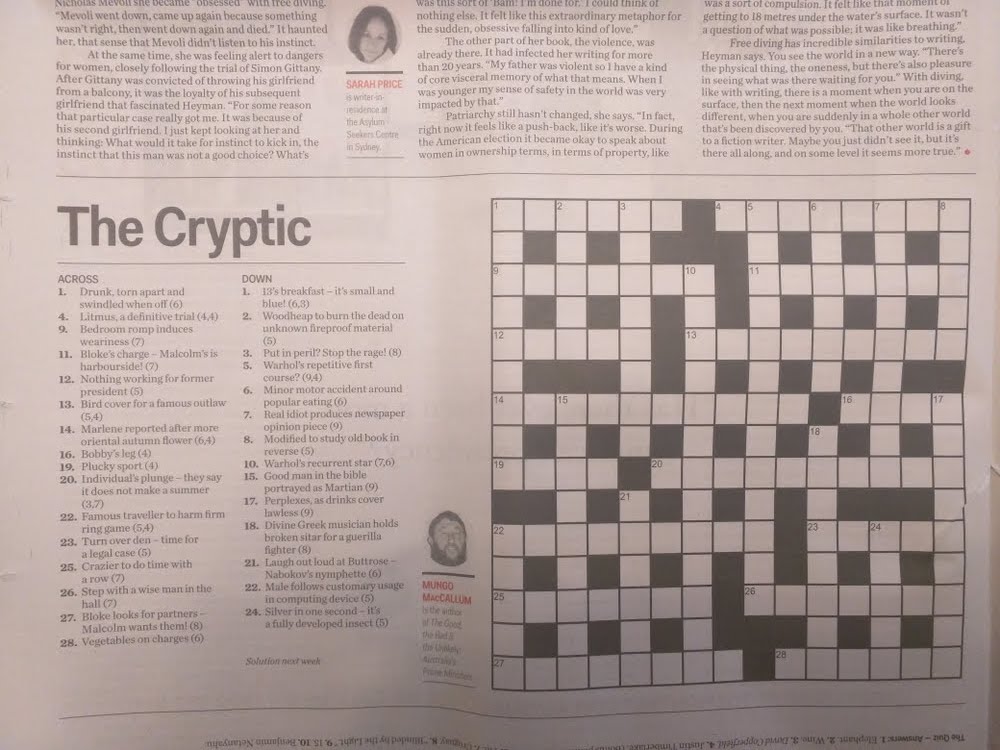 Nicholas Mevoli she became "obsessed" with free diving.
"Mevoli went down, came up again because something
wasn't right, then went down again and died." It haunted
her, that sense that Mevoli didn't listen to his instinct.
At the same time, she was feeling alert to dangers
for women, closely following the trial of Simon Gittany.
After Gittany was convicted of throwing his girlfriend
from a balcony, it was the loyalty of his subsequent
girlfriend that fascinated Heyman. "For some reason
that particular case really got me. It was because of
his second girlfriend. I just kept looking at her and
thinking: What would it take for instinct to kick in, the
instinct that this man was not a good choice? What's
SARAH PRICE
is writer-in-
residence at
the Asylum
Seekers Centre
in Sydney.
was this sort of 'Bam! I'm done for.' I could think of
nothing else. It felt like this extraordinary metaphor for
the sudden, obsessive falling into kind of love."
The other part of her book, the violence, was
already there. It had infected her writing for more
than 20 years. "My father was violent so I have a kind
of core visceral memory of what that means. When I
was younger my sense of safety in the world was very
impacted by that."
Patriarchy still hasn't changed, she says. "In fact,
right now it feels like a push-back, like it's worse. During
the American election it became okay to speak about
women in ownership terms, in terms of property, like
was a sort of compulsion. It felt like that moment of
getting to 18 metres under the water's surface. It wasn't
a question of what was possible; it was like breathing."
Free diving has incredible similarities to writing,
Heyman says. You see the world in a new way. "There's
the physical thing, the oneness, but there's also pleasure
in seeing what was there waiting for you." With diving,
like with writing, there is a moment when you are on the
surface, then the next moment when the world looks
different, when you are suddenly in a whole other world
that's been discovered by you. "That other world is a gift
to a fiction writer. Maybe you just didn't see it, but it's
there all along, and on some level it seems more true."
The Cryptic
ACROSS
1. Drunk, torn apart and
swindled when off (6)
4. Litmus, a definitive trial (4,4)
9. Bedroom romp induces
weariness (7)
11. Bloke's charge – Malcolm's is
harbourside! (7)
12. Nothing working for former
president (5)
13. Bird cover for a famous outlaw
(5,4)
14. Marlene reported after more
oriental autumn flower (6,4)
16. Bobby's leg (4)
19. Plucky sport (4)
20. Individual's plunge – they say
it does not make a summer
(3,7)
22. Famous traveller to harm firm
ring game (5,4)
23. Turn over den – time for
a legal case (5)
25. Crazier to do time with
a row (7)
26. Step with a wise man in the
hall (7)
27. Bloke looks for partners –
Malcolm wants them! (8)
28. Vegetables on charges (6)
DOWN
1. 13's breakfast – it's small and
blue! (6,3)
2. Woodheap to burn the dead on
unknown fireproof material
(5)
3. Put in peril? Stop the rage! (8)
5. Warhol's repetitive first
course? (9,4)
6. Minor motor accident around
popular eating (6)
7. Real idiot produces newspaper
opinion piece (9)
8. Modified to study old book in
reverse (5)
10. Warhol's recurrent star (7,6)
15. Good man in the bible
portrayed as Martian (9)
17. Perplexes, as drinks cover
lawless (9)
18. Divine Greek musician holds
broken sitar for a guerilla
fighter (8)
21. Laugh out loud at Buttrose –
Nabokov's nymphette (6)
22. Male follows customary usage
in computing device (5)
24. Silver in one second – it's
a fully developed insect (5)
Solution next week
MUNGO
MacCALLUM
is the author
of The Good,
the Bad &
the Unlikely:
Australia's
Prime Ministers.
1 2 3 4 5 6 7 8
9 10 11
12 13
14 15 16 17
18
19 20
21
22 23 24
25 26
27 28
The Quiz – Answers: 1. Elephant. 2. Wine. 3. David Copperfield. 4. Justin Timberlake. 8. "Blinded by the Light." 9. 15. 10. Benjamin Netanyahu